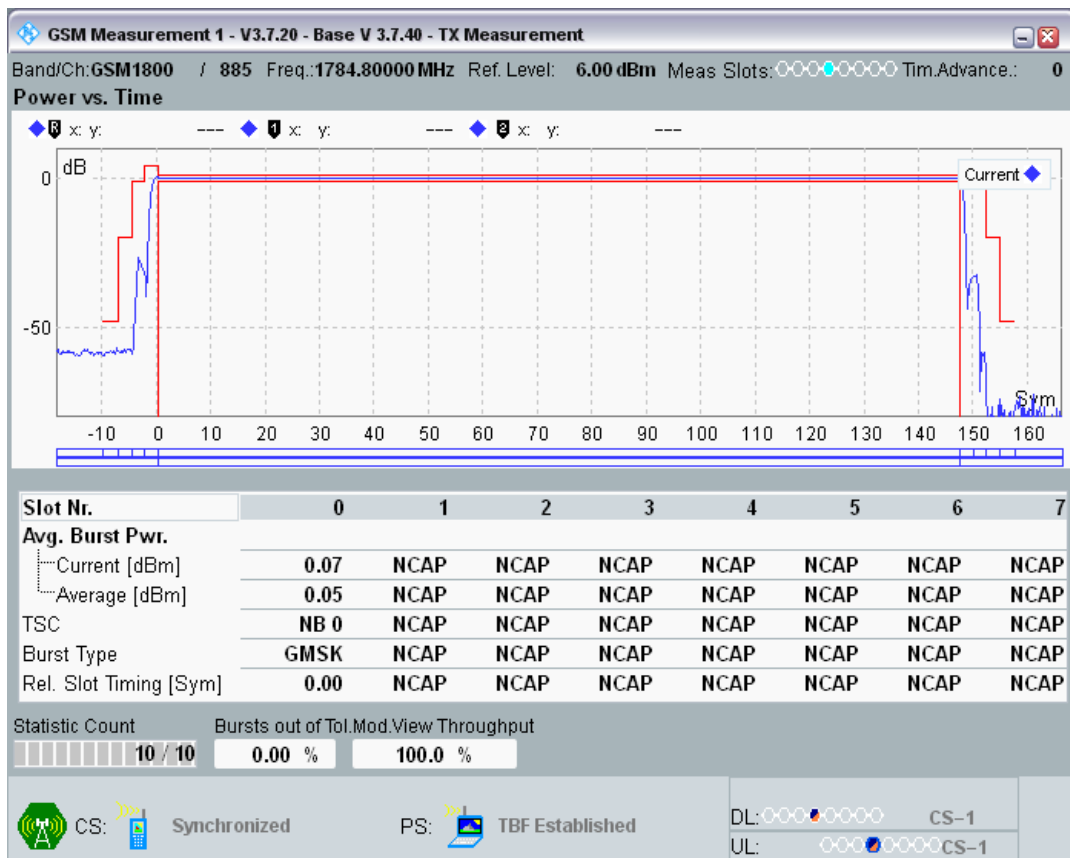 GSM Measurement 1 - V3.7.20 - Base V 3.7.40 - TX Measurement
Band/Ch:GSM1800 / 885 Freq.:1784.80000 MHz Ref. Level: 6.00 dBm Meas Slots: Tim.Advance.: 0
Power vs. Time
R x: y: --- 1 x: y: --- 2 x: y: ---
dB
0
Current
-50
Sym
-10 0 10 20 30 40 50 60 70 80 90 100 110 120 130 140 150 160
Slot Nr. 0 1 2 3 4 5 6 7
Avg. Burst Pwr.
Current [dBm] 0.07 NCAP NCAP NCAP NCAP NCAP NCAP NCAP
Average [dBm] 0.05 NCAP NCAP NCAP NCAP NCAP NCAP NCAP
TSC NB 0 NCAP NCAP NCAP NCAP NCAP NCAP NCAP
Burst Type GMSK NCAP NCAP NCAP NCAP NCAP NCAP NCAP
Rel. Slot Timing [Sym] 0.00 NCAP NCAP NCAP NCAP NCAP NCAP NCAP
Statistic Count Bursts out of Tol.Mod.View Throughput
10 / 10 0.00 % 100.0 %
CS: Synchronized PS: TBF Established DL: CS-1
UL: CS-1